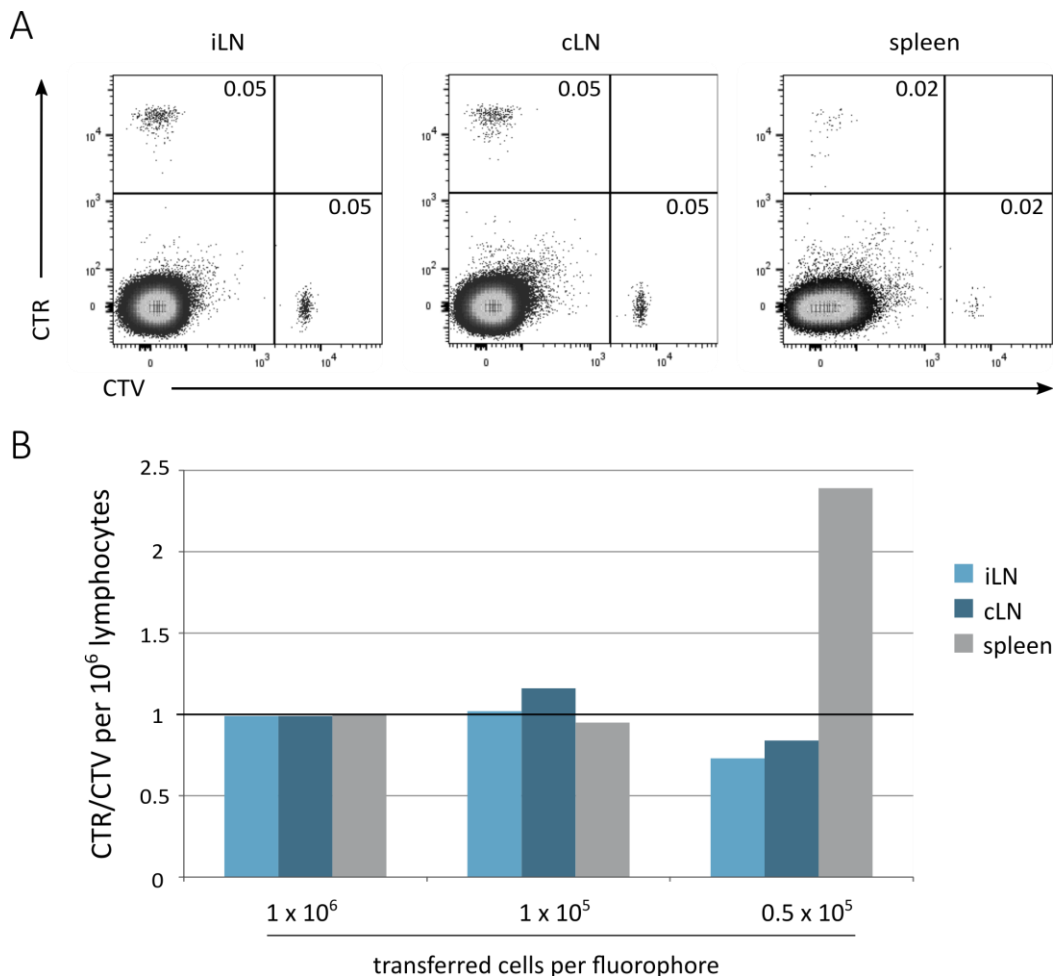 A
iLN
cLN
spleen
CTR
10⁴
10³
10²
0
0.05
0.05
0
10³
10⁴
10⁴
10³
10²
0
0.05
0.05
0
10³
10⁴
10⁴
10³
10²
0
0.02
0.02
0
10³
10⁴
CTV
B
CTR/CTV per 10⁶ lymphocytes
2.5
2
1.5
1
0.5
0
iLN
cLN
spleen
1 x 10⁶
1 x 10⁵
0.5 x 10⁵
transferred cells per fluorophore